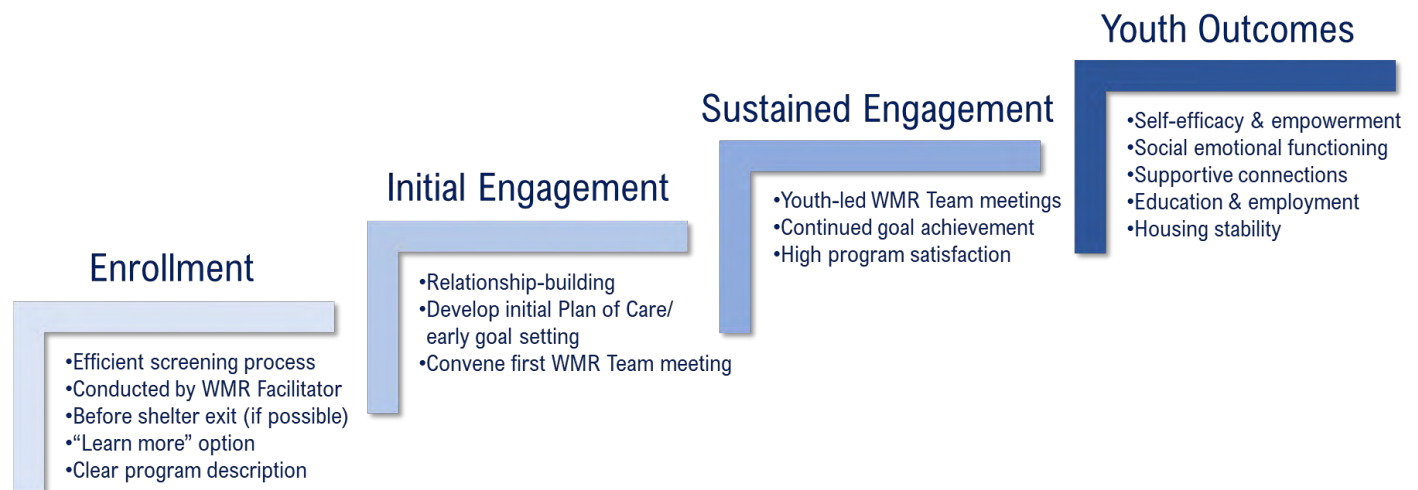 Enrollment
•Efficient screening process
•Conducted by WMR Facilitator
•Before shelter exit (if possible)
•“Learn more” option
•Clear program description
Initial Engagement
•Relationship-building
•Develop initial Plan of Care/
early goal setting
•Convene first WMR Team meeting
Sustained Engagement
•Youth-led WMR Team meetings
•Continued goal achievement
•High program satisfaction
Youth Outcomes
•Self-efficacy & empowerment
•Social emotional functioning
•Supportive connections
•Education & employment
•Housing stability